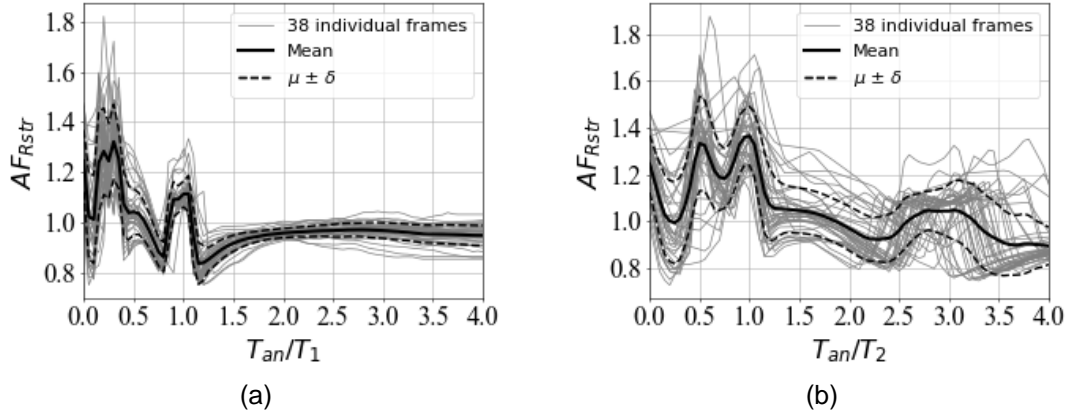 1.8
1.6
1.4
1.2
1.0
0.8
AF_Rstr
38 individual frames
Mean
μ ± δ
0.0 0.5 1.0 1.5 2.0 2.5 3.0 3.5 4.0
T_an/T_1
(a)
1.8
1.6
1.4
1.2
1.0
0.8
AF_Rstr
38 individual frames
Mean
μ ± δ
0.0 0.5 1.0 1.5 2.0 2.5 3.0 3.5 4.0
T_an/T_2
(b)